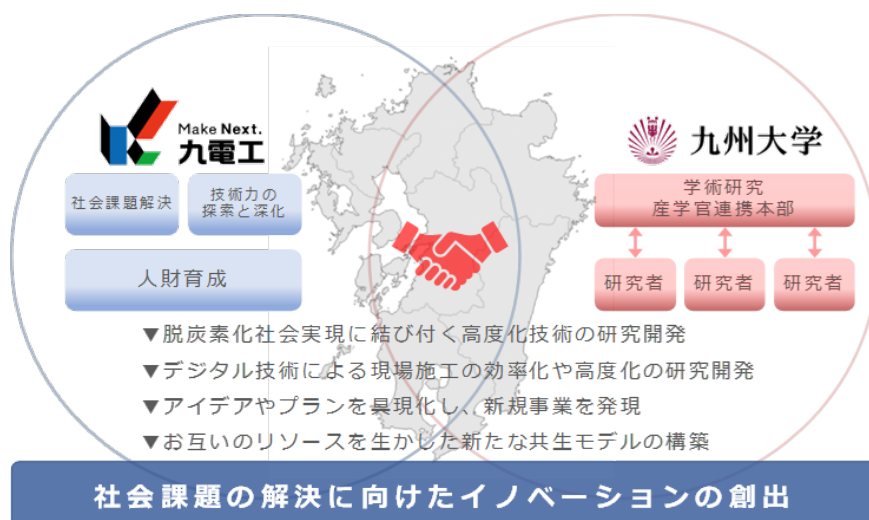 Make Next.
九電工
社会課題解決
技術力の
探索と深化
人財育成
九州大学
学術研究
産学官連携本部
研究者
研究者
研究者
▼脱炭素化社会実現に結び付く高度化技術の研究開発
▼デジタル技術による現場施工の効率化や高度化の研究開発
▼アイデアやプランを具現化し、新規事業を発現
▼お互いのリソースを生かした新たな共生モデルの構築
社会課題の解決に向けたイノベーションの創出